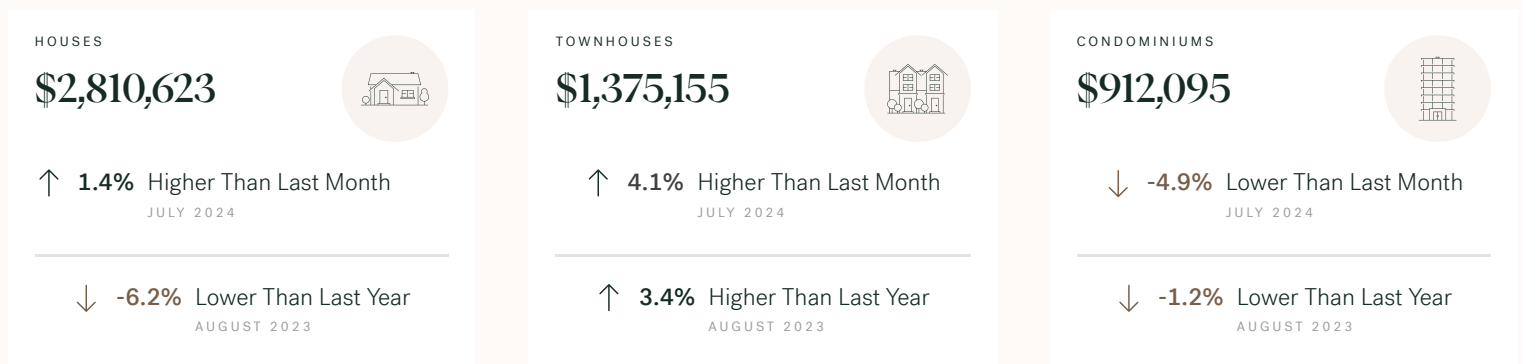 HOUSES
$2,810,623
1.4% Higher Than Last Month
JULY 2024
-6.2% Lower Than Last Year
AUGUST 2023
TOWNHOUSES
$1,375,155
4.1% Higher Than Last Month
JULY 2024
3.4% Higher Than Last Year
AUGUST 2023
CONDOMINIUMS
$912,095
-4.9% Lower Than Last Month
JULY 2024
-1.2% Lower Than Last Year
AUGUST 2023